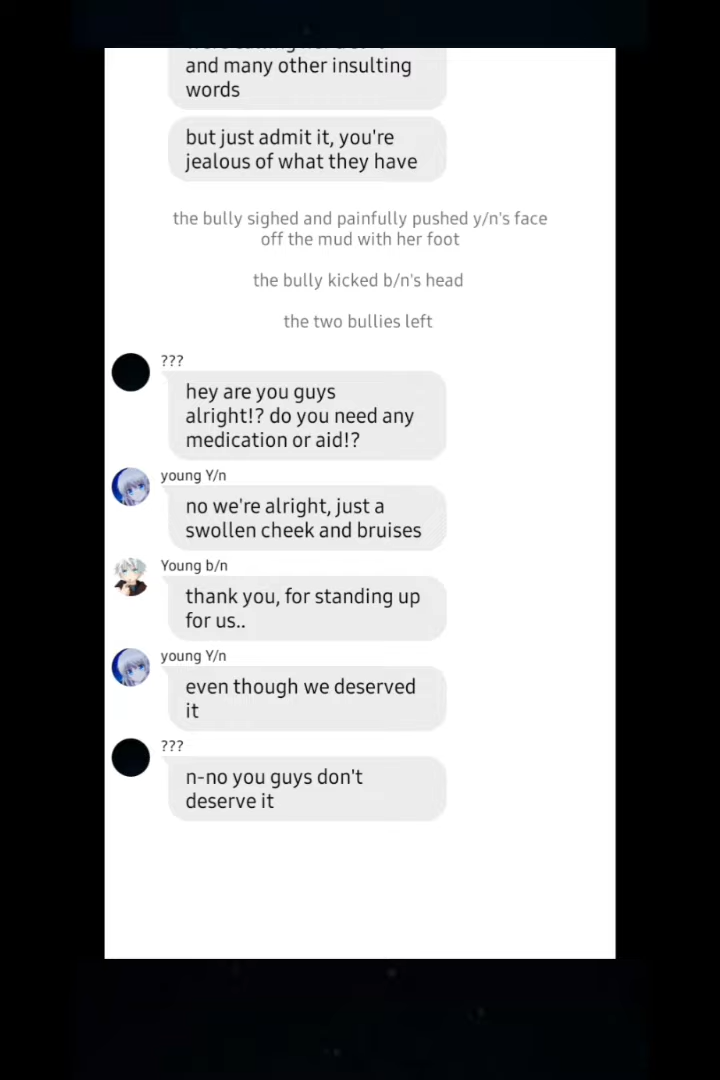 and many other insulting
words
but just admit it, you're
jealous of what they have
the bully sighed and painfully pushed y/n's face
off the mud with her foot
the bully kicked b/n's head
the two bullies left
???
hey are you guys
alright!? do you need any
medication or aid!?
young Y/n
no we're alright, just a
swollen cheek and bruises
Young b/n
thank you, for standing up
for us..
young Y/n
even though we deserved
it
???
n-no you guys don't
deserve it